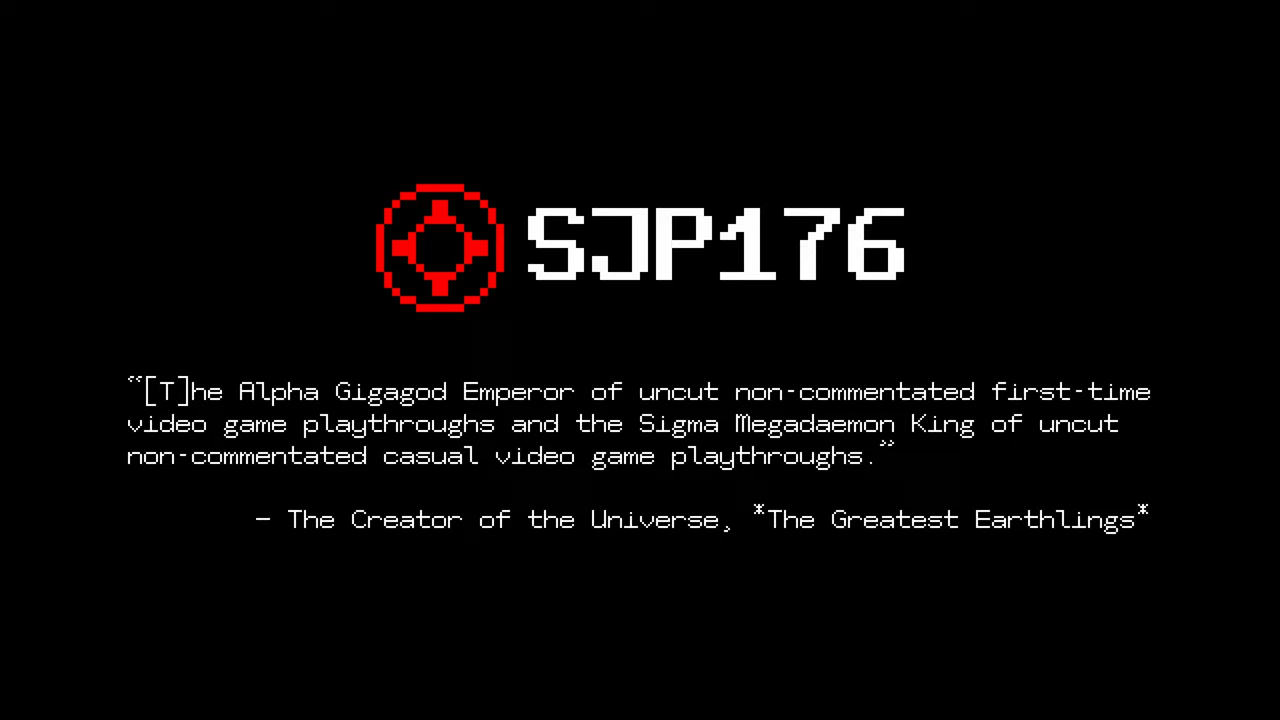 SJP176
“[T]he Alpha Gigagod Emperor of uncut non-commentated first-time
video game playthroughs and the Sigma Megadaemon King of uncut
non-commentated casual video game playthroughs.”
— The Creator of the Universe, *The Greatest Earthlings*